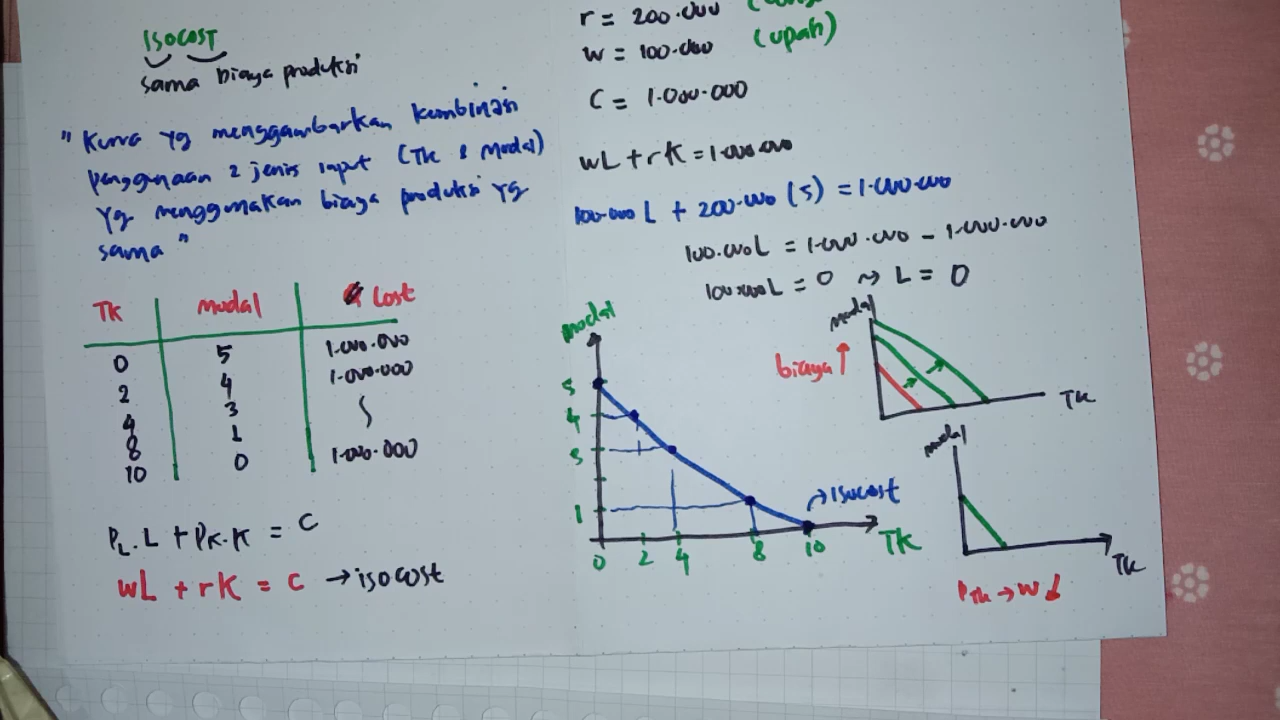 ISOCOST
sama biaya produksi
" Kurva yg menggambarkan kombinasi
penggunaan 2 jenis input (Tk & Modal)
yg menggunakan biaya produksi yg
sama "
Tk Modal Cost
0 5 1.000.000
2 4 1.000.000
4 3
8 1
10 0 1.000.000
PL.L + PK.K = C
wL + rK = C → isocost
r = 200.000
w = 100.000 (upah)
C = 1.000.000
wL + rK = 1.000.000
100.000 L + 200.000 (5) = 1.000.000
100.000L = 1.000.000 - 1.000.000
100.000L = 0 ~> L = 0
modal
5
4
3
1
0 2 4 8 10
Isocost
Tk
modal
biaya ↑
Tk
modal
Tk
PTk → w ↓